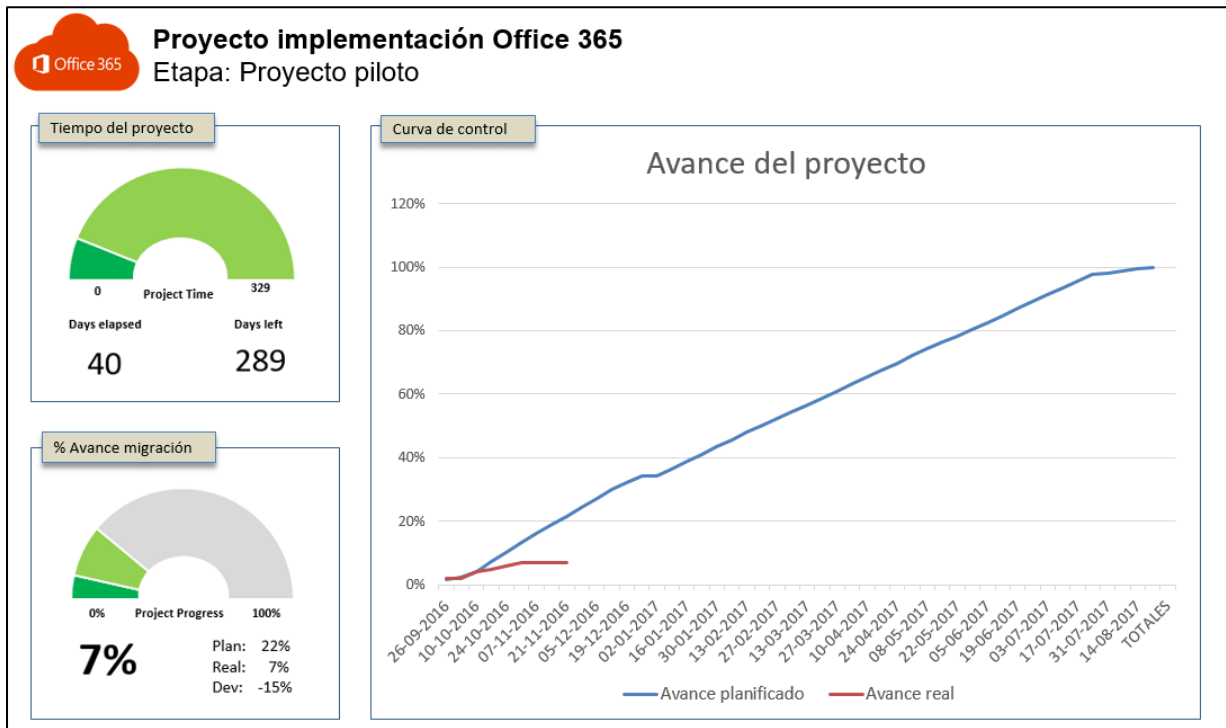 Office 365
Proyecto implementación Office 365
Etapa: Proyecto piloto
Tiempo del proyecto
0
Project Time
329
Days elapsed
Days left
40
289
% Avance migración
0%
Project Progress
100%
7%
Plan: 22%
Real: 7%
Dev: -15%
Curva de control
Avance del proyecto
120%
100%
80%
60%
40%
20%
0%
26-09-2016
10-10-2016
24-10-2016
07-11-2016
21-11-2016
05-12-2016
19-12-2016
02-01-2017
16-01-2017
30-01-2017
13-02-2017
27-02-2017
13-03-2017
27-03-2017
10-04-2017
24-04-2017
08-05-2017
22-05-2017
05-06-2017
19-06-2017
03-07-2017
17-07-2017
31-07-2017
14-08-2017
TOTALES
Avance planificado
Avance real